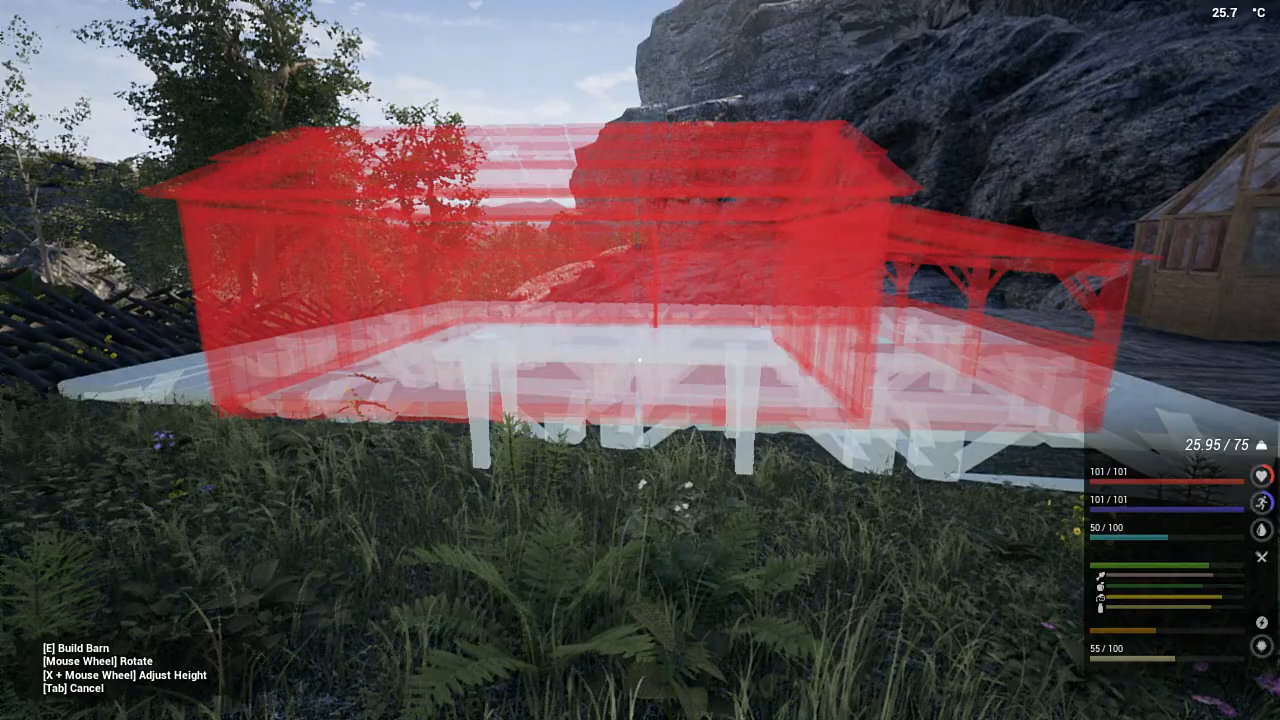 25.7 °C
25.95 / 75
101 / 101
101 / 101
50 / 100
55 / 100
[E] Build Barn
[Mouse Wheel] Rotate
[X + Mouse Wheel] Adjust Height
[Tab] Cancel